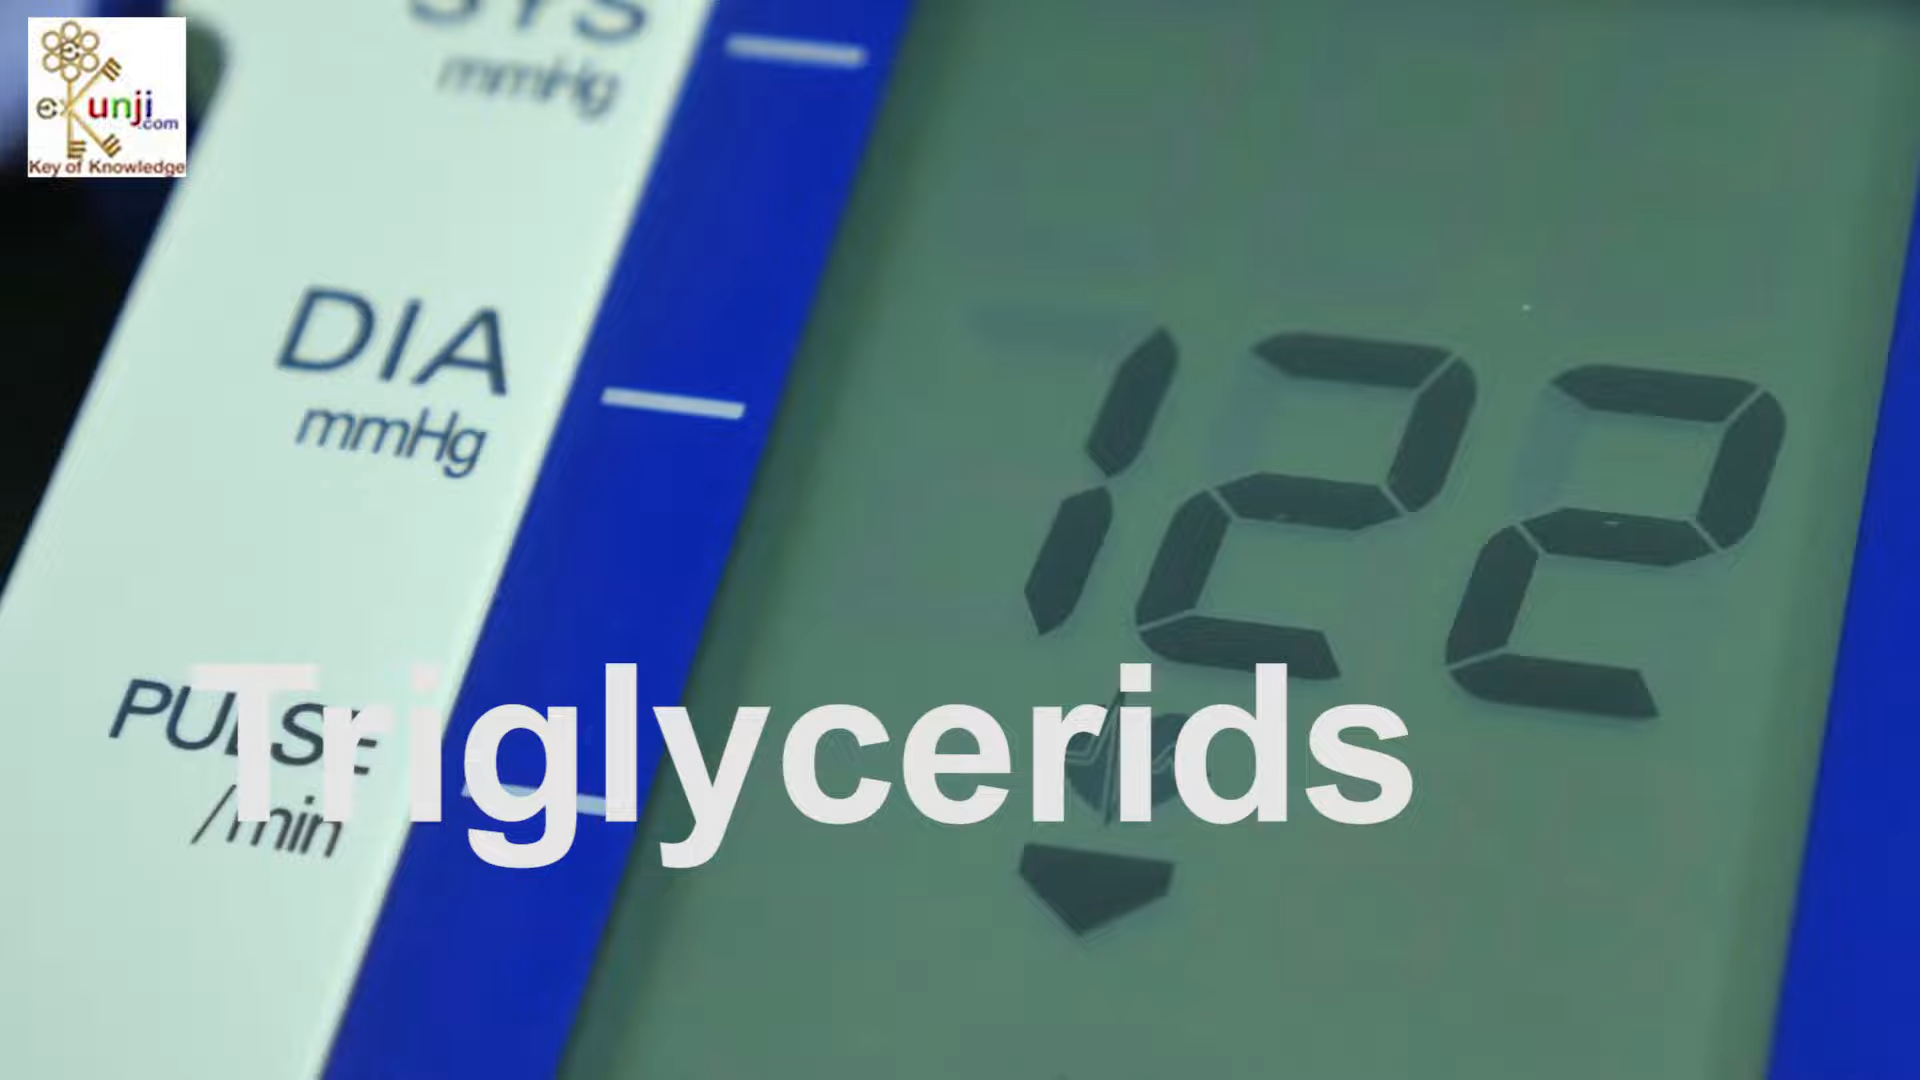 eKunji
.com
Key of Knowledge
SYS
mmHg
DIA
mmHg
122
PULSE
/min
Triglycerids